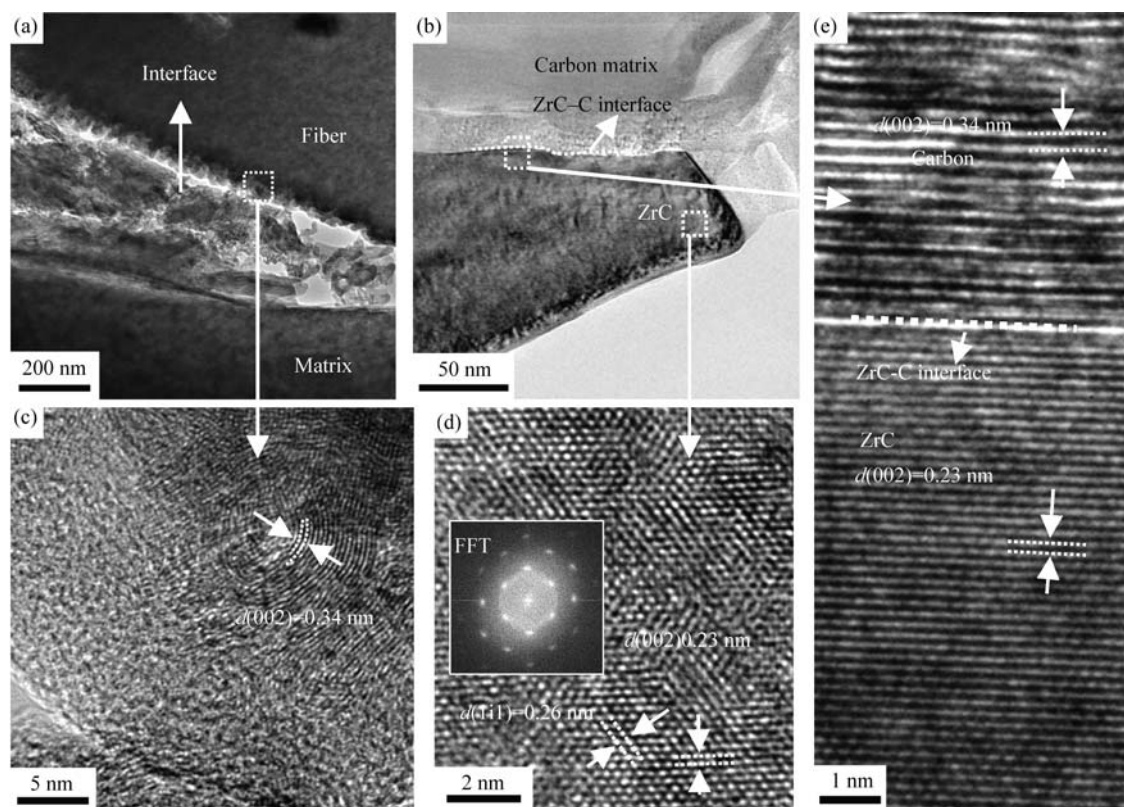 (a)
Interface
Fiber
Matrix
200 nm
(b)
Carbon matrix
ZrC–C interface
ZrC
50 nm
(c)
d(002)=0.34 nm
5 nm
(d)
FFT
d(002)0.23 nm
d(1i1)=0.26 nm
2 nm
(e)
d(002)=0.34 nm
Carbon
ZrC-C interface
ZrC
d(002)=0.23 nm
1 nm